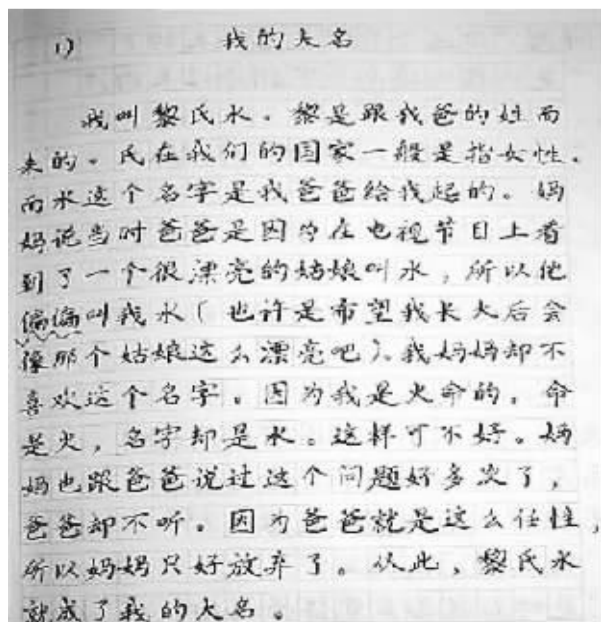 1) 我的大名
我叫黎氏水。黎是跟我爸的姓而
来的。氏在我们的国家一般是指女性。
而水这个名字是我爸爸给我起的。妈
妈说当时爸爸是因为在电视节目上看
到了一个很漂亮的姑娘叫水，所以他
偏偏叫我水（也许是希望我长大后会
像那个姑娘这么漂亮吧）。我妈妈却不
喜欢这个名字。因为我是火命的。命
是火，名字却是水。这样可不好。妈
妈也跟爸爸说过这个问题好多次了，
爸爸却不听。因为爸爸就是这么任性，
所以妈妈只好放弃了。从此，黎氏水
就成了我的大名。